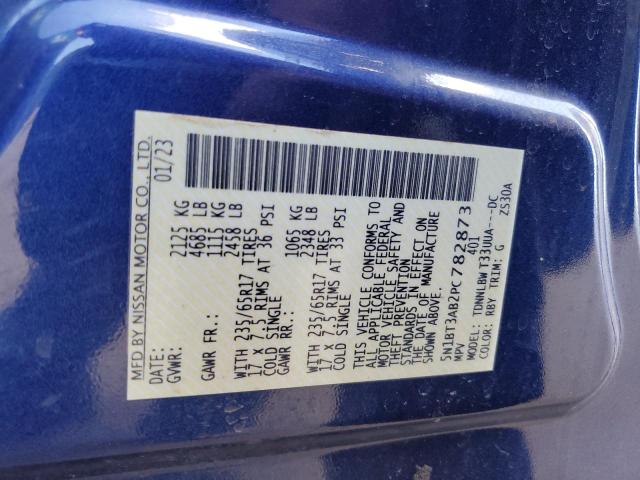 MFD BY NISSAN MOTOR CO., LTD.
DATE: 01/23
GVWR: 2125 KG
4685 LB
GAWR FR.: 1115 KG
2458 LB
WITH 235/65R17 TIRES
17 X 7.5 RIMS AT 36 PSI
COLD SINGLE
GAWR RR.: 1065 KG
2348 LB
WITH 235/65R17 TIRES
17 X 7.5 RIMS AT 33 PSI
COLD SINGLE
THIS VEHICLE CONFORMS TO
ALL APPLICABLE FEDERAL
MOTOR VEHICLE SAFETY AND
THEFT PREVENTION
STANDARDS IN EFFECT ON
THE DATE OF MANUFACTURE
SHOWN ABOVE.
5N1BT3AB2PC782873
MPV 401
MODEL: TDNNLBW T33UUA---DC
COLOR: RBY TRIM: G ZS30A